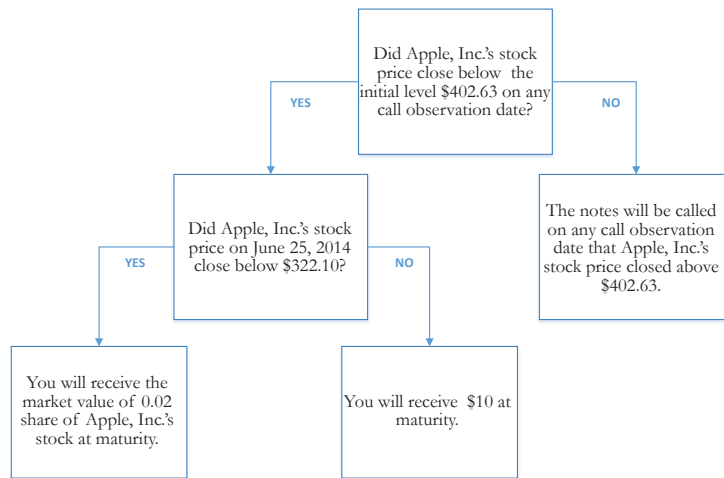 Did Apple, Inc.'s stock
price close below the
initial level $402.63 on any
call observation date?
YES
NO
Did Apple, Inc.'s stock
price on June 25, 2014
close below $322.10?
The notes will be called
on any call observation
date that Apple, Inc.'s
stock price closed above
$402.63.
YES
NO
You will receive the
market value of 0.02
share of Apple, Inc.'s
stock at maturity.
You will receive $10 at
maturity.